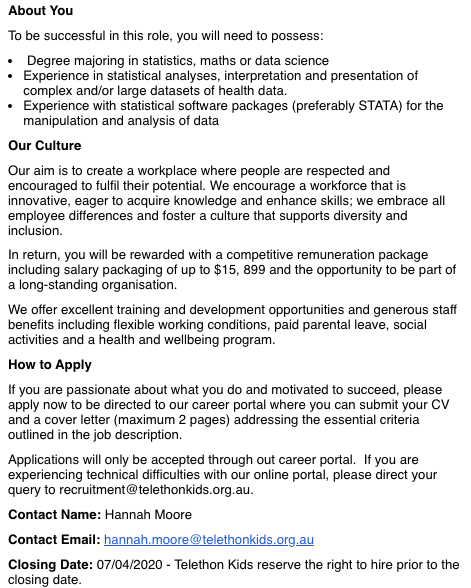 About You
To be successful in this role, you will need to possess:
• Degree majoring in statistics, maths or data science
• Experience in statistical analyses, interpretation and presentation of
complex and/or large datasets of health data.
• Experience with statistical software packages (preferably STATA) for the
manipulation and analysis of data
Our Culture
Our aim is to create a workplace where people are respected and
encouraged to fulfil their potential. We encourage a workforce that is
innovative, eager to acquire knowledge and enhance skills; we embrace all
employee differences and foster a culture that supports diversity and
inclusion.
In return, you will be rewarded with a competitive remuneration package
including salary packaging of up to $15, 899 and the opportunity to be part of
a long-standing organisation.
We offer excellent training and development opportunities and generous staff
benefits including flexible working conditions, paid parental leave, social
activities and a health and wellbeing program.
How to Apply
If you are passionate about what you do and motivated to succeed, please
apply now to be directed to our career portal where you can submit your CV
and a cover letter (maximum 2 pages) addressing the essential criteria
outlined in the job description.
Applications will only be accepted through out career portal.  If you are
experiencing technical difficulties with our online portal, please direct your
query to recruitment@telethonkids.org.au.
Contact Name: Hannah Moore
Contact Email: hannah.moore@telethonkids.org.au
Closing Date: 07/04/2020 - Telethon Kids reserve the right to hire prior to the
closing date.